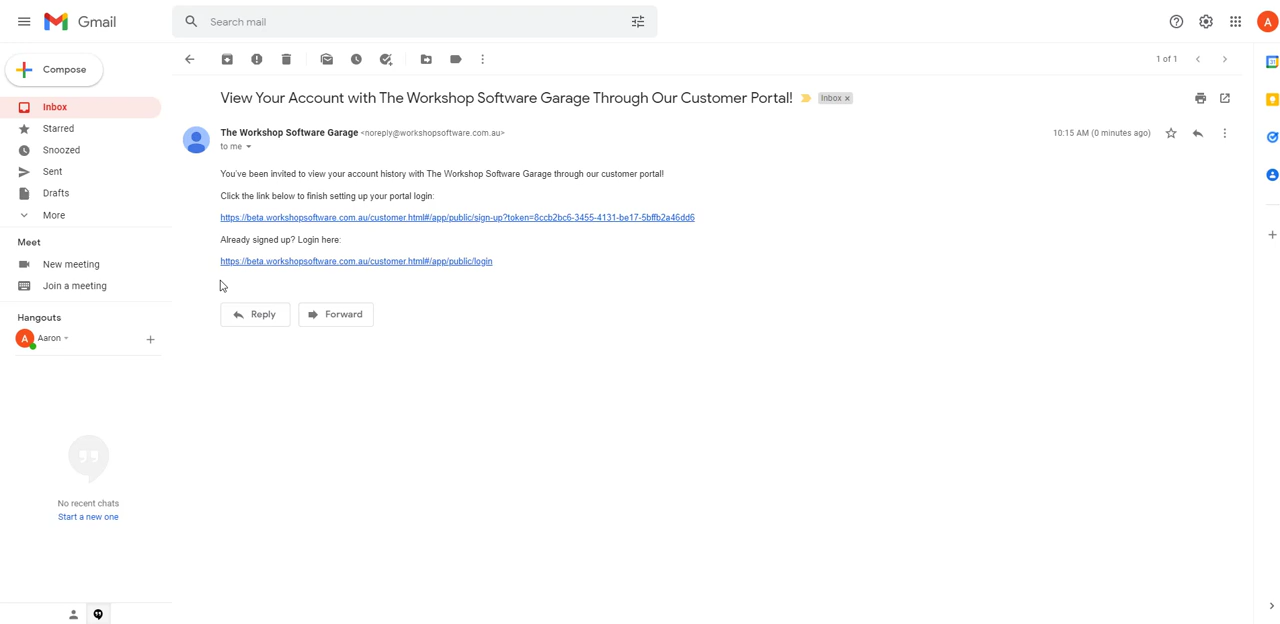 Gmail
Search mail
A
Compose
1 of 1
Inbox
Starred
Snoozed
Sent
Drafts
More
Meet
New meeting
Join a meeting
Hangouts
A Aaron
No recent chats
Start a new one
View Your Account with The Workshop Software Garage Through Our Customer Portal! Inbox x
The Workshop Software Garage <noreply@workshopsoftware.com.au> 10:15 AM (0 minutes ago)
to me
You've been invited to view your account history with The Workshop Software Garage through our customer portal!
Click the link below to finish setting up your portal login:
https://beta.workshopsoftware.com.au/customer.html#/app/public/sign-up?token=8ccb2bc6-3455-4131-be17-5bffb2a46dd6
Already signed up? Login here:
https://beta.workshopsoftware.com.au/customer.html#/app/public/login
Reply
Forward